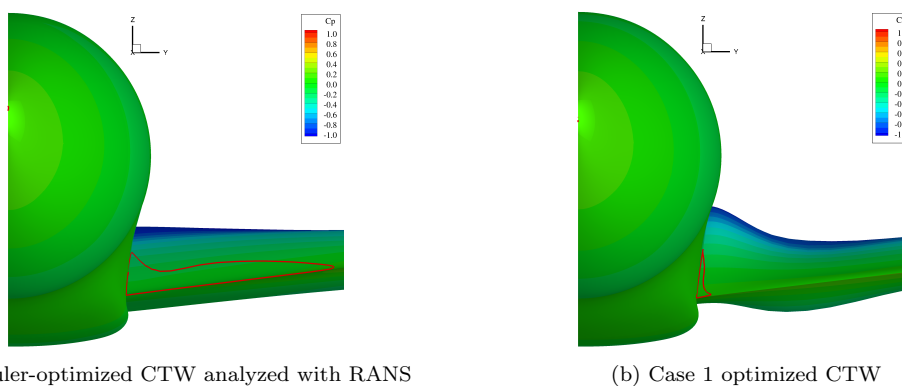 Z
Y
X
Cp
1.0
0.8
0.6
0.4
0.2
0.0
-0.2
-0.4
-0.6
-0.8
-1.0
Z
Y
X
uler-optimized CTW analyzed with RANS
(b) Case 1 optimized CTW